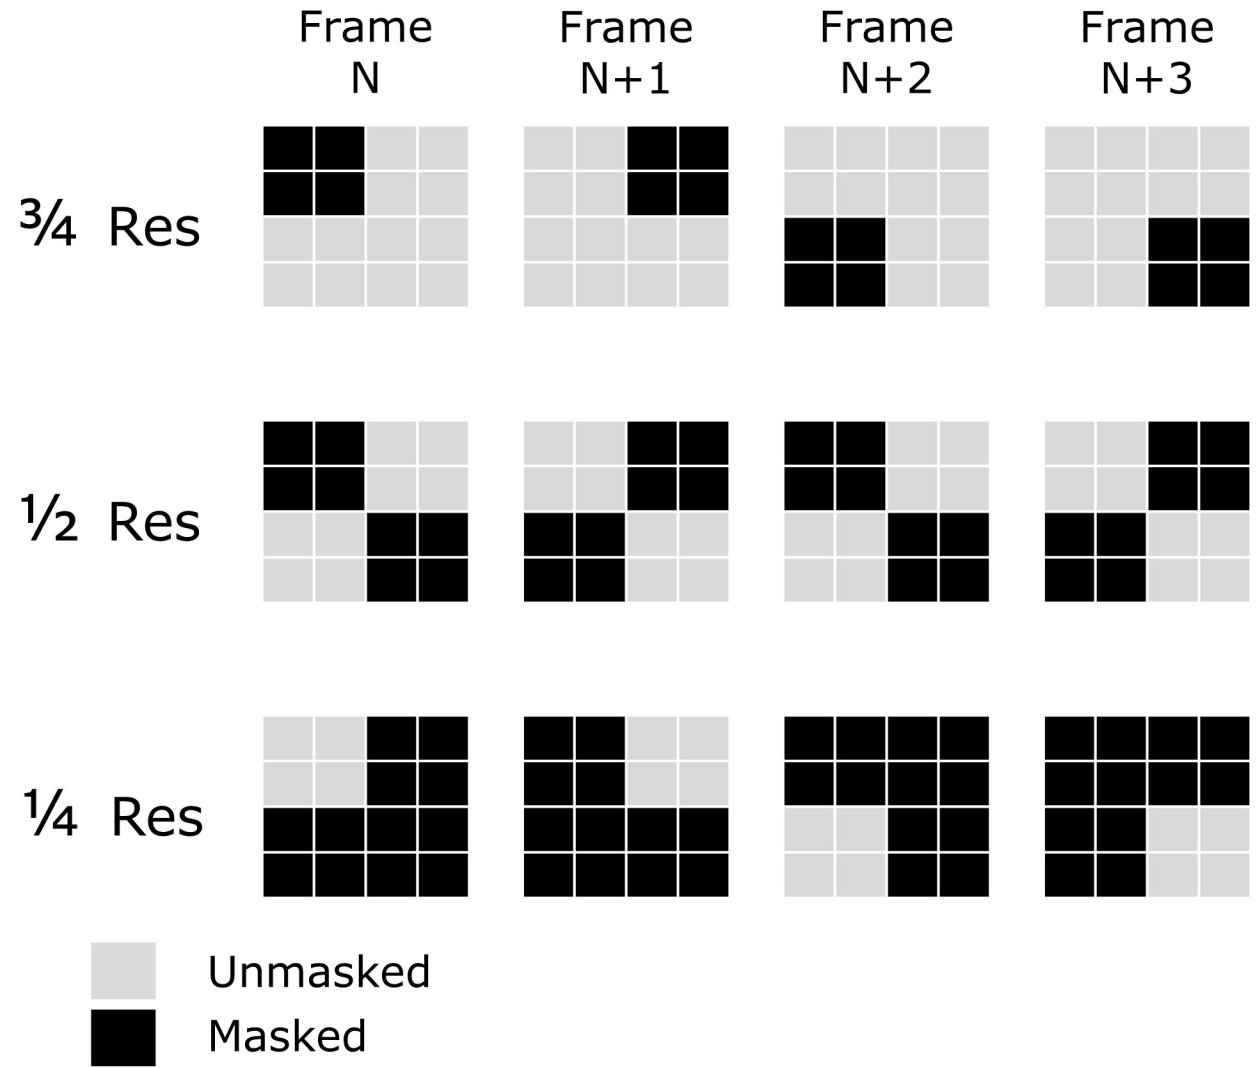 Frame Frame Frame Frame
N N+1 N+2 N+3
¾ Res
½ Res
¼ Res
Unmasked
Masked